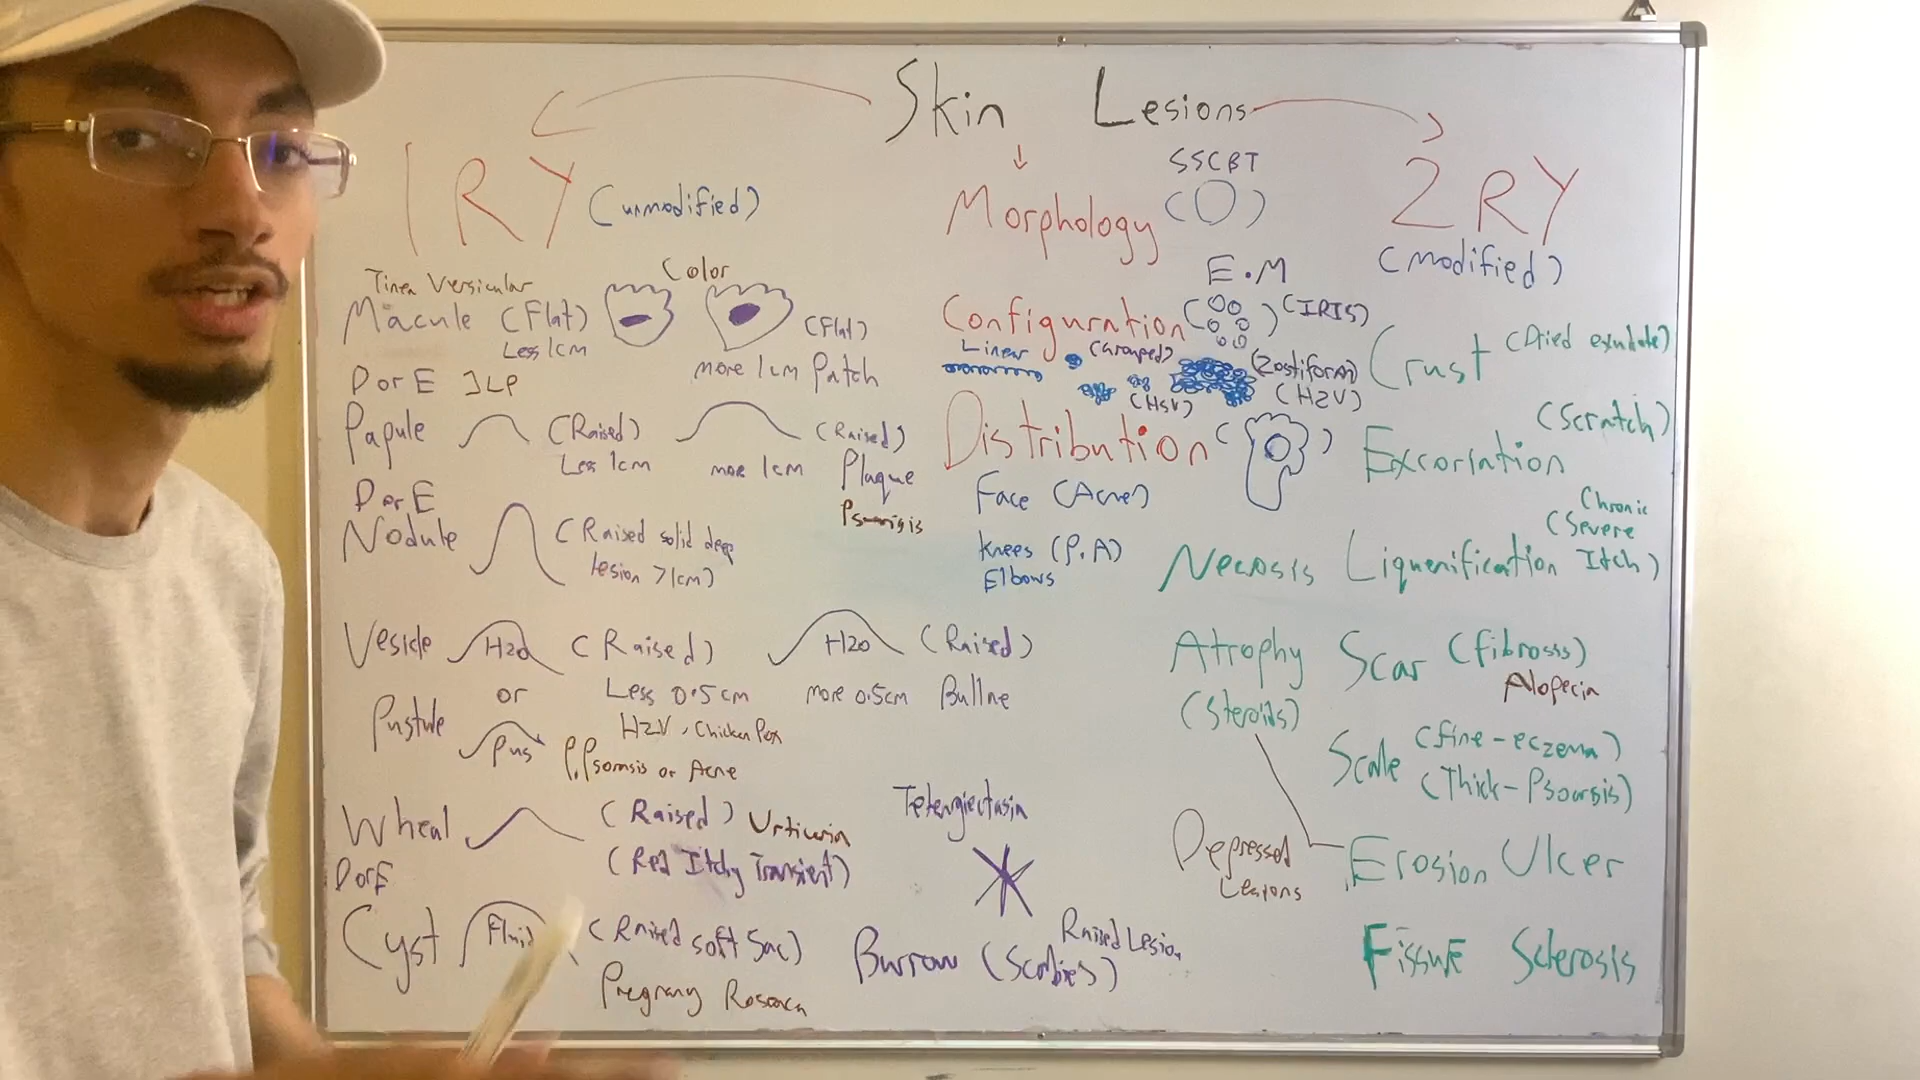 Skin Lesions
1RY (unmodified)
Tinea Versicular
Color
Macule (Flat)
Less 1cm
(Flat)
more 1cm Patch
D or E JLP
Papule (Raised)
Less 1cm
(Raised)
more 1cm Plaque
D or E
Nodule (Raised solid deep
lesion >1cm)
Vesicle H2O (Raised)
Less 0.5cm
H2O (Raised)
more 0.5cm Bullae
or
HZV, Chicken Pox
Pustule Pus
P.Psoriasis or Acne
Wheal (Raised) Urticaria
(Red Itchy Transient)
D or E
Cyst Fluid (Raised soft Sac)
Pregnancy
Telengiectasia
Burrow (Scabies)
Raised Lesion
SSCBT
Morphology
E.M
Configuration (IRIS)
Linear
(Grouped)
(HSV)
(Zostiform)
(HZV)
Distribution
Face (Acne)
Knees (P.A)
Elbows
2RY
(modified)
Crust (Dried exudate)
(Scratch)
Excoriation
Chronic
(Severe
Itch)
Necrosis Liquenification
Atrophy
(Steroids)
Scar (fibrosis)
Alopecia
Scale (fine-eczema)
(Thick-Psoarsis)
Depressed
Lesions
Erosion Ulcer
Fissure Sclerosis